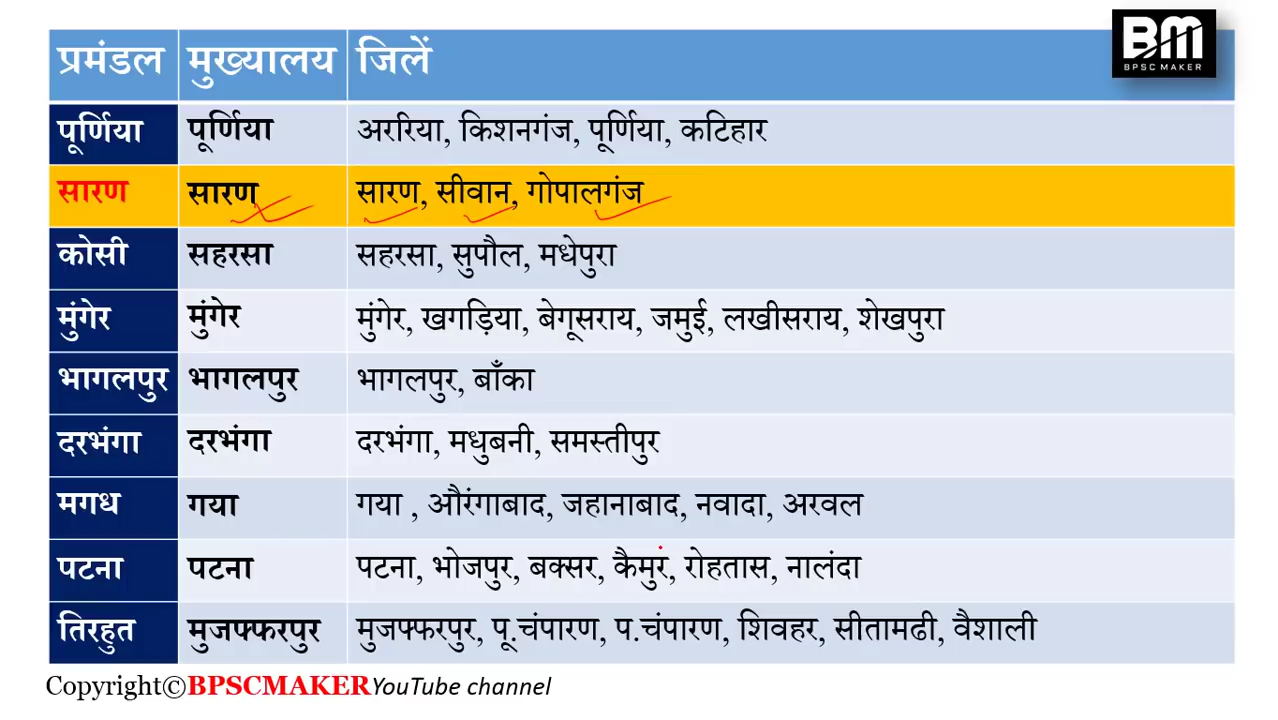 BM
BPSC MAKER
प्रमंडल मुख्यालय जिलें
पूर्णिया पूर्णिया अररिया, किशनगंज, पूर्णिया, कटिहार
सारण सारण सारण, सीवान, गोपालगंज
कोसी सहरसा सहरसा, सुपौल, मधेपुरा
मुंगेर मुंगेर मुंगेर, खगड़िया, बेगूसराय, जमुई, लखीसराय, शेखपुरा
भागलपुर भागलपुर भागलपुर, बाँका
दरभंगा दरभंगा दरभंगा, मधुबनी, समस्तीपुर
मगध गया गया , औरंगाबाद, जहानाबाद, नवादा, अरवल
पटना पटना पटना, भोजपुर, बक्सर, कैमुर, रोहतास, नालंदा
तिरहुत मुजफ्फरपुर मुजफ्फरपुर, पू.चंपारण, प.चंपारण, शिवहर, सीतामढी, वैशाली
Copyright©BPSCMAKERYouTube channel